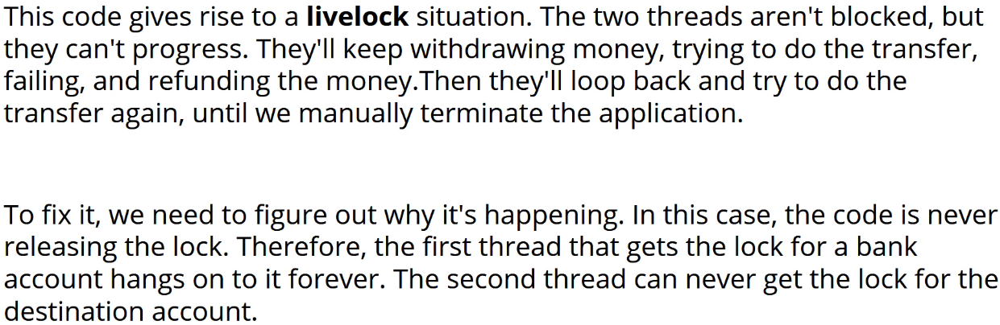 This code gives rise to a livelock situation. The two threads aren't blocked, but
they can't progress. They'll keep withdrawing money, trying to do the transfer,
failing, and refunding the money.Then they'll loop back and try to do the
transfer again, until we manually terminate the application.
To fix it, we need to figure out why it's happening. In this case, the code is never
releasing the lock. Therefore, the first thread that gets the lock for a bank
account hangs on to it forever. The second thread can never get the lock for the
destination account.